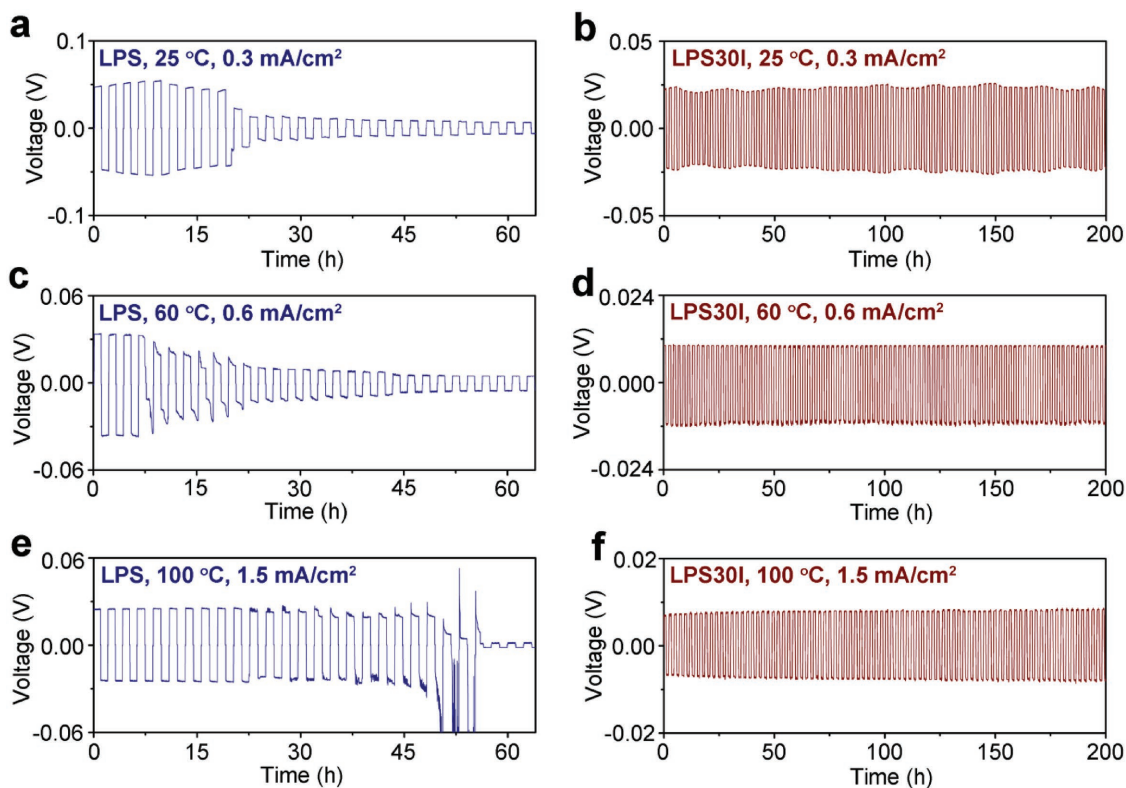 a
LPS, 25 °C, 0.3 mA/cm²
Voltage (V)
0.1
0.0
-0.1
0 15 30 45 60
Time (h)
b
LPS30I, 25 °C, 0.3 mA/cm²
Voltage (V)
0.05
0.00
-0.05
0 50 100 150 200
Time (h)
c
LPS, 60 °C, 0.6 mA/cm²
Voltage (V)
0.06
0.00
-0.06
0 15 30 45 60
Time (h)
d
LPS30I, 60 °C, 0.6 mA/cm²
Voltage (V)
0.024
0.000
-0.024
0 50 100 150 200
Time (h)
e
LPS, 100 °C, 1.5 mA/cm²
Voltage (V)
0.06
0.00
-0.06
0 15 30 45 60
Time (h)
f
LPS30I, 100 °C, 1.5 mA/cm²
Voltage (V)
0.02
0.00
-0.02
0 50 100 150 200
Time (h)